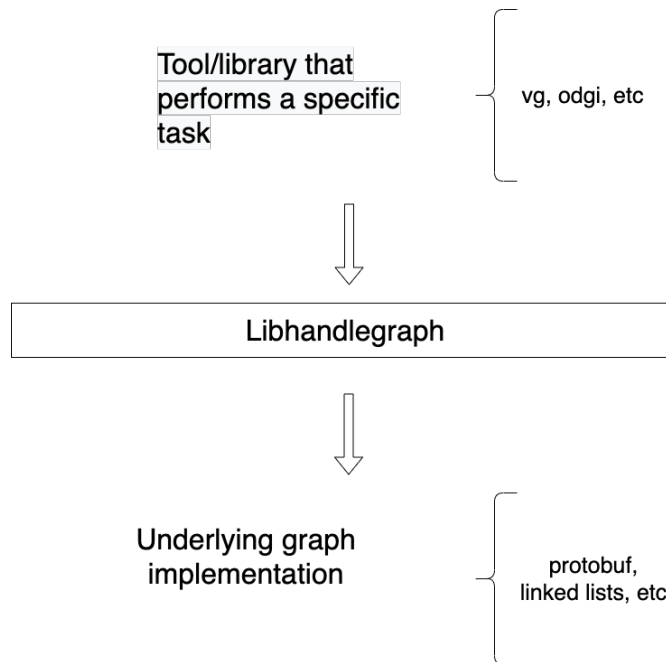 Tool/library that
performs a specific
task
vg, odgi, etc
Libhandlegraph
Underlying graph
implementation
protobuf,
linked lists, etc